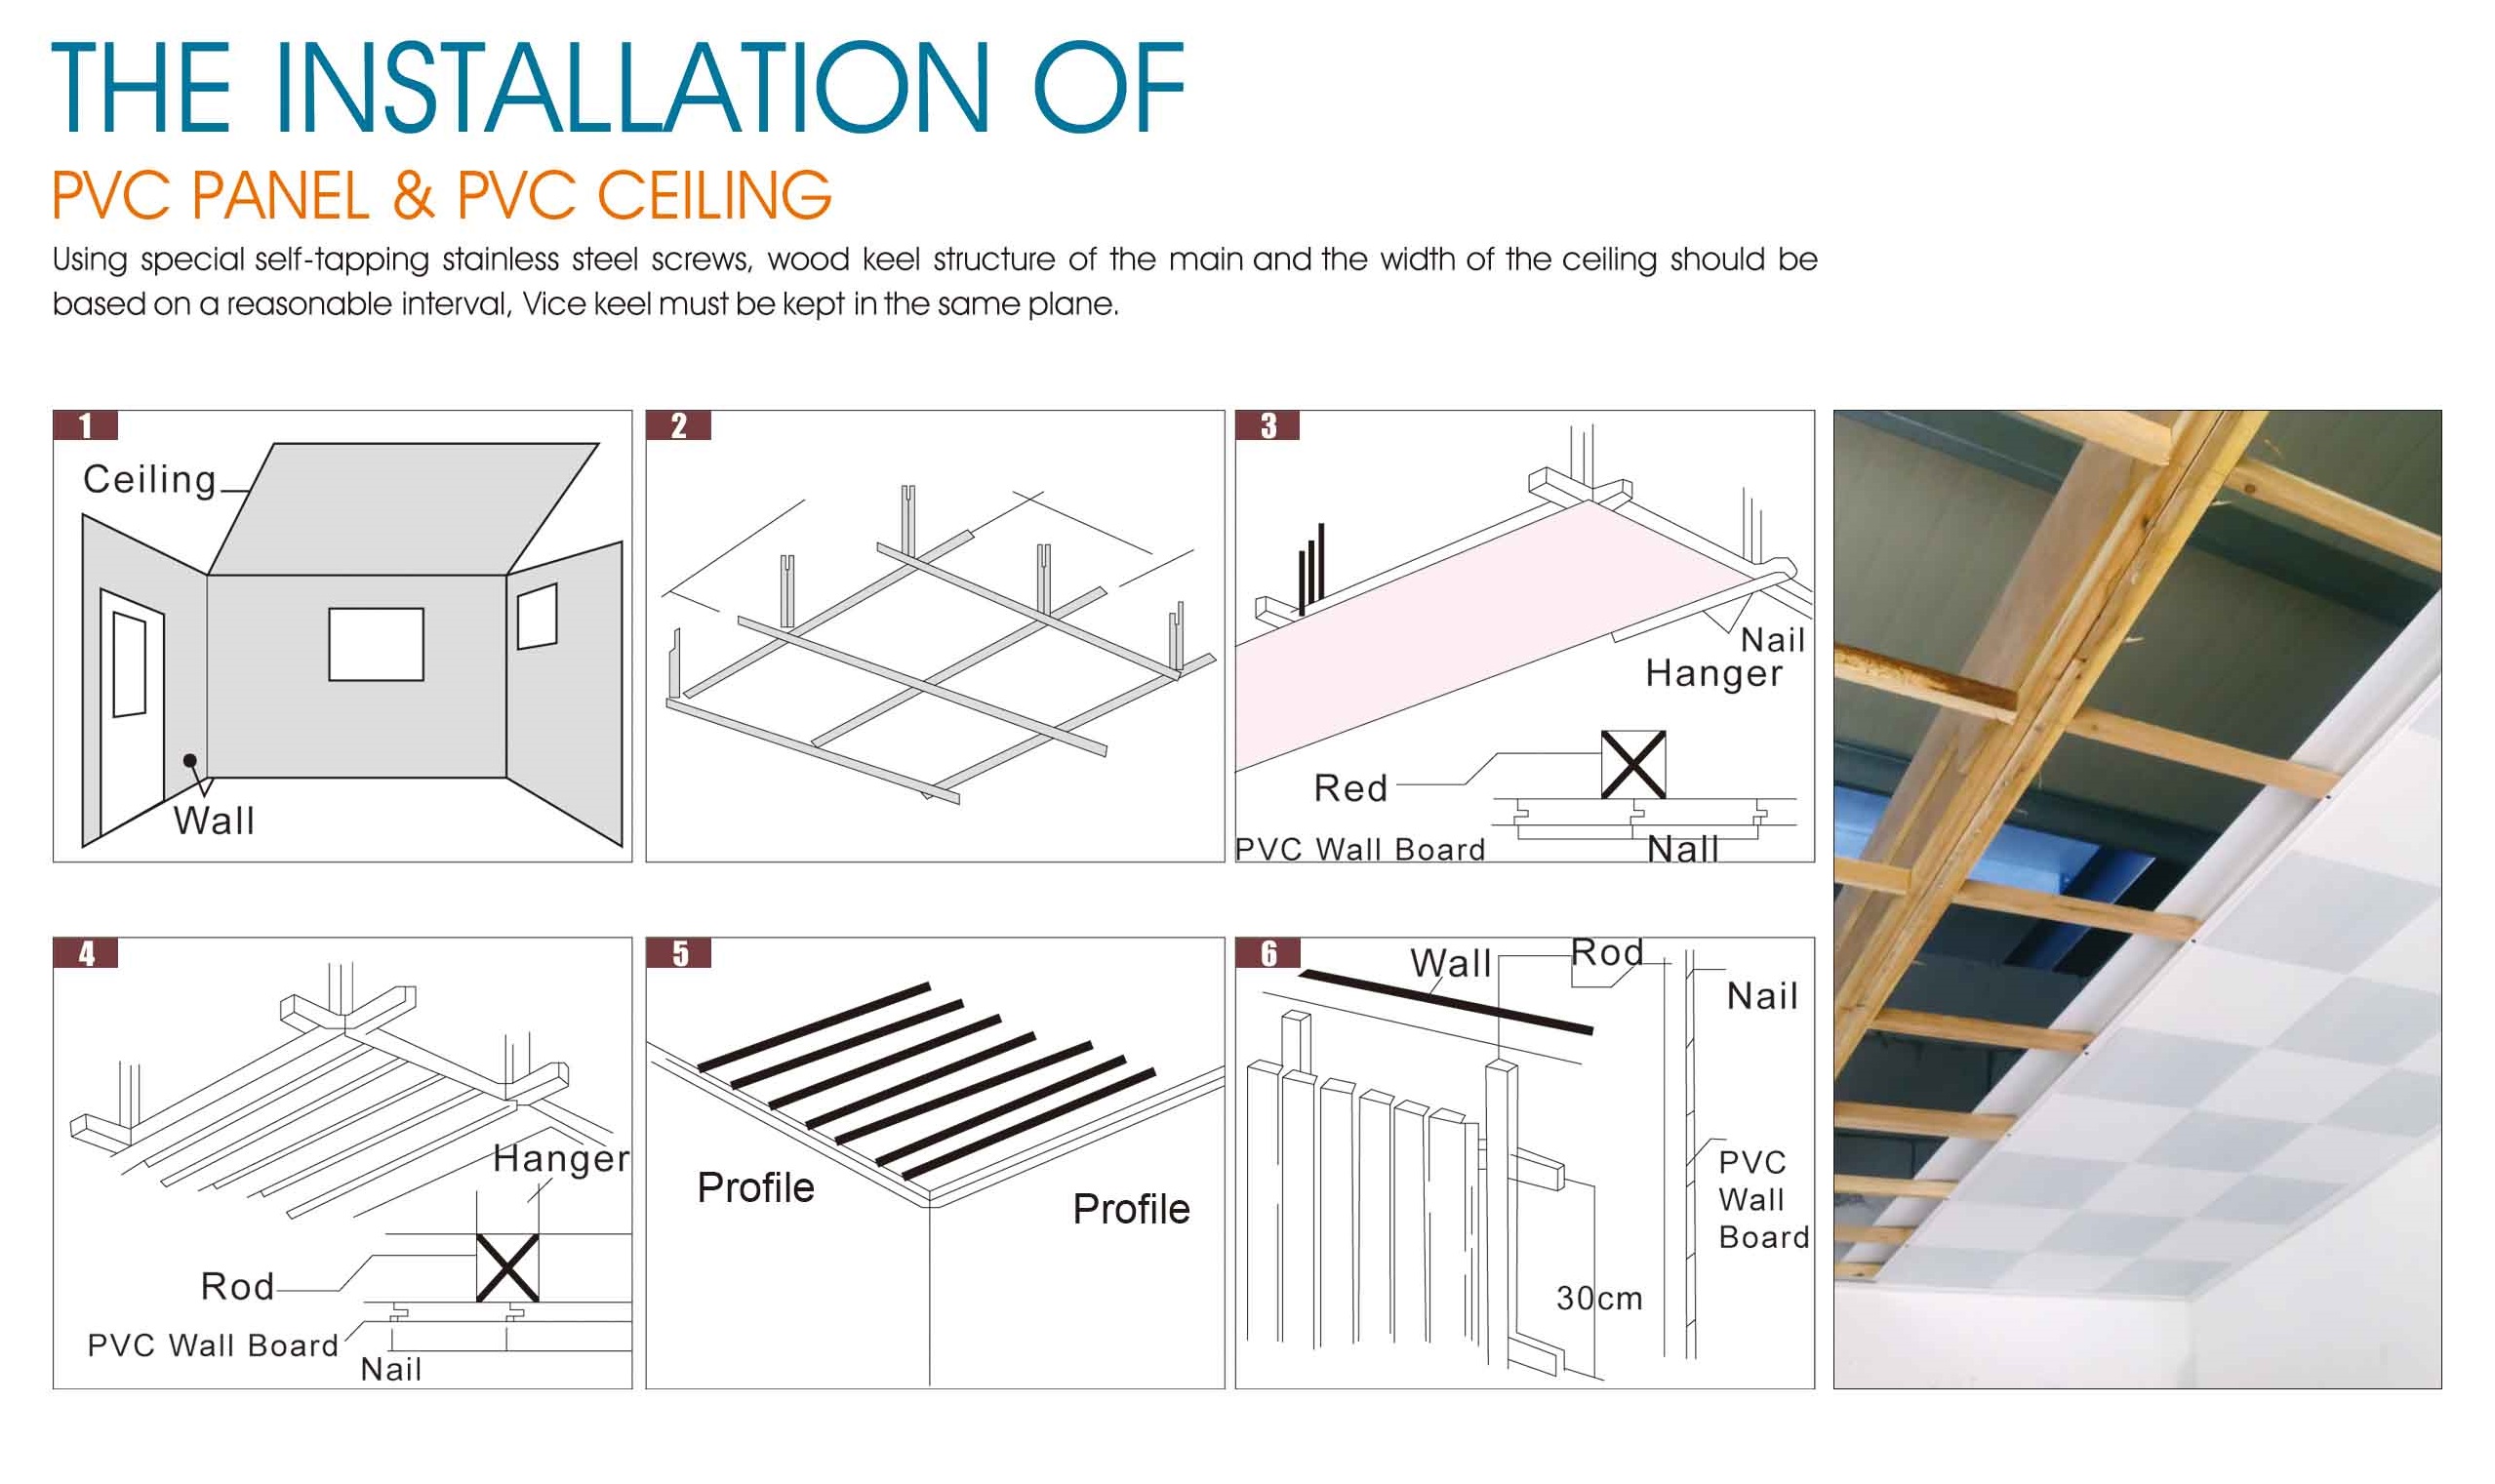 THE INSTALLATION OF
PVC PANEL & PVC CEILING
Using special self-tapping stainless steel screws, wood keel structure of the main and the width of the ceiling should be
based on a reasonable interval, Vice keel must be kept in the same plane.
1
Ceiling
Wall
2
3
Nail
Hanger
Red
PVC Wall Board
Nall
4
Hanger
Rod
PVC Wall Board
Nail
5
Profile
Profile
6
Wall
Rod
Nail
PVC
Wall
Board
30cm